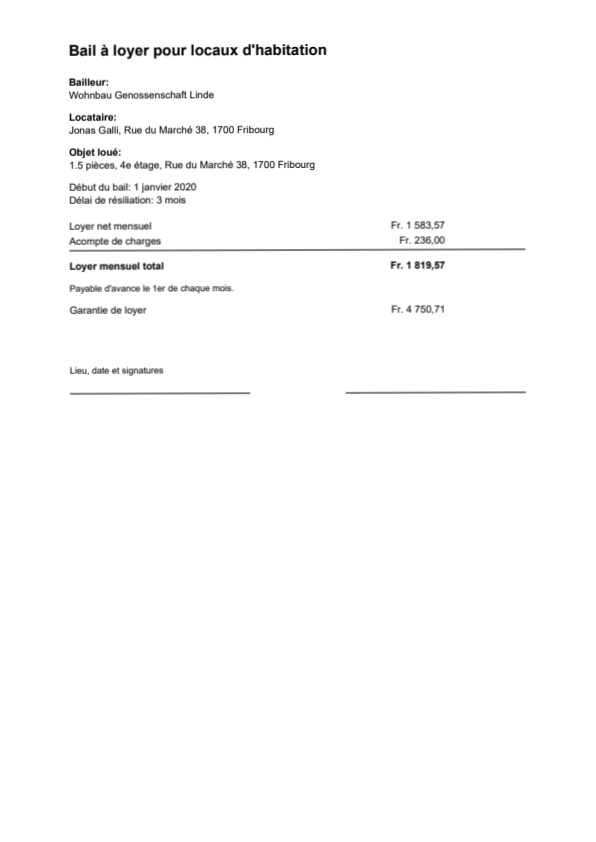 Bail à loyer pour locaux d'habitation
Bailleur:
Wohnbau Genossenschaft Linde
Locataire:
Jonas Galli, Rue du Marché 38, 1700 Fribourg
Objet loué:
1.5 pièces, 4e étage, Rue du Marché 38, 1700 Fribourg
Début du bail: 1 janvier 2020
Délai de résiliation: 3 mois
Loyer net mensuel Fr. 1 583,57
Acompte de charges Fr. 236,00
Loyer mensuel total Fr. 1 819,57
Payable d'avance le 1er de chaque mois.
Garantie de loyer Fr. 4 750,71
Lieu, date et signatures